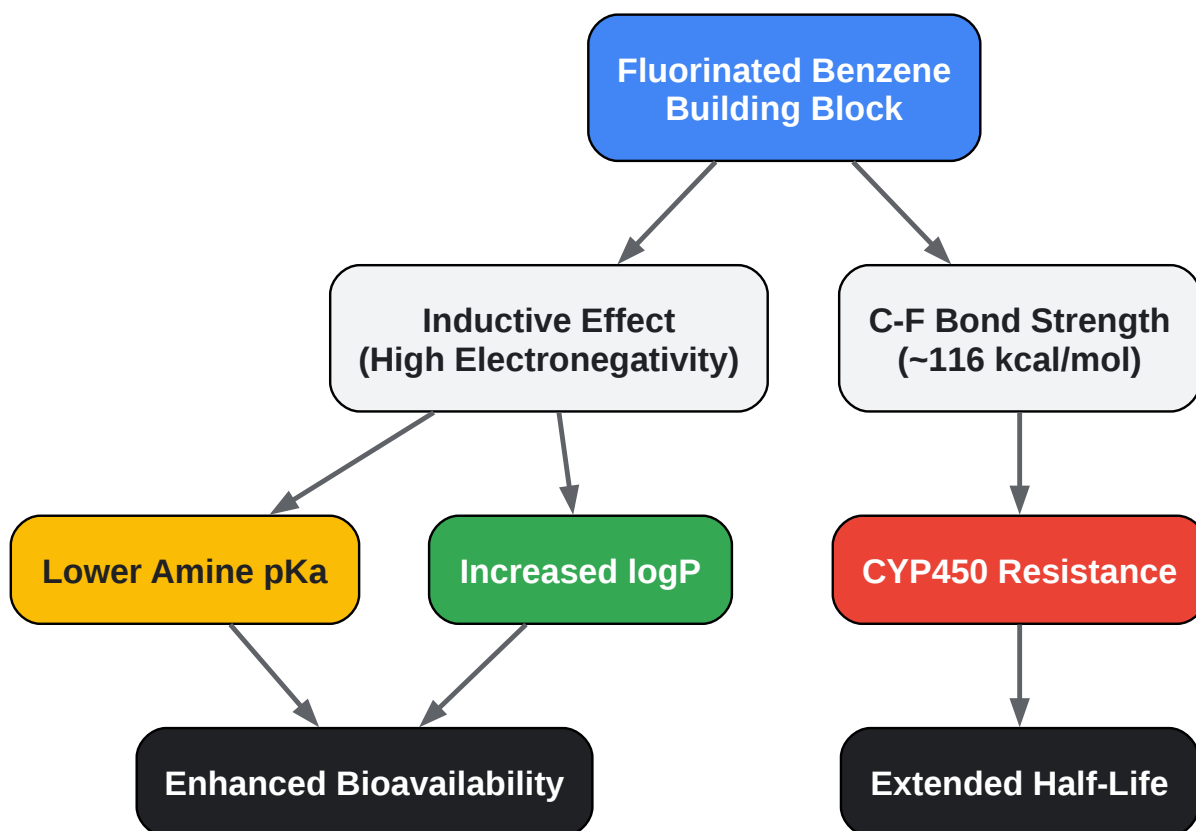 Fluorinated Benzene
Building Block
Inductive Effect
(High Electronegativity)
C-F Bond Strength
(~116 kcal/mol)
Lower Amine pKa
Increased logP
CYP450 Resistance
Enhanced Bioavailability
Extended Half-Life